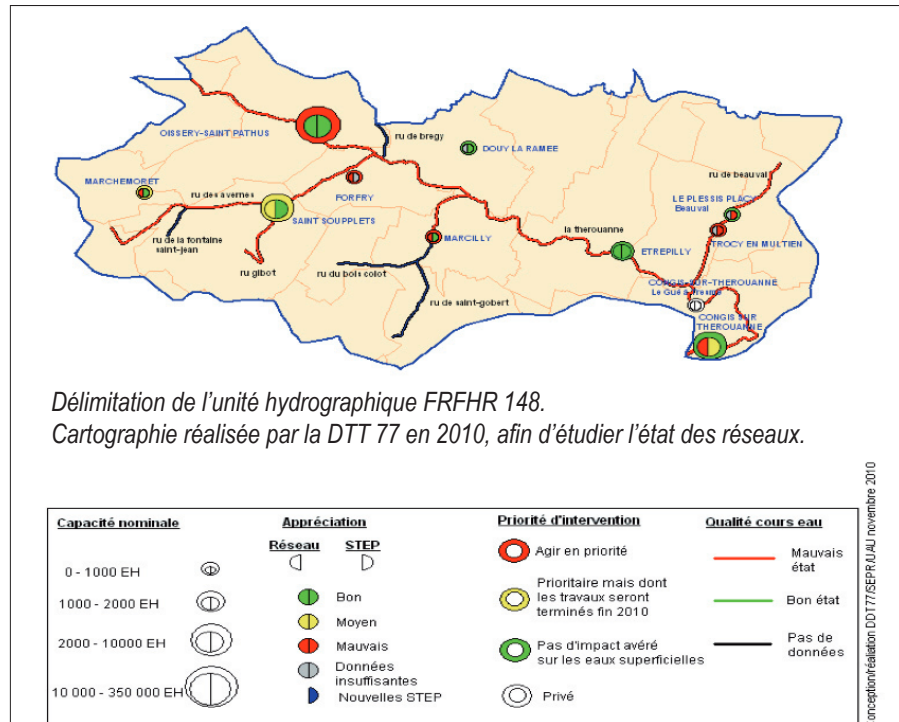 OISSERY-SAINT PATHUS
ru de bregy
DOUY LA RAMEE
MARCHEMORET
ru des avernes
FORFRY
SAINT SOUPPLETS
ru de la fontaine
saint-jean
ru gibot
ru du bois colot
MARCILLY
ru de saint-gobert
la therouanne
ETREPILLY
ru de beauval
LE PLESSIS PLACY
Beauval
TROCY EN MULTIEN
CONGIS-SUR-THEROUANNE
Le Gué à Tresmes
CONGIS SUR
THEROUANNE
Délimitation de l'unité hydrographique FRFHR 148.
Cartographie réalisée par la DTT 77 en 2010, afin d'étudier l'état des réseaux.
Capacité nominale
0 - 1000 EH
1000 - 2000 EH
2000 - 10000 EH
10 000 - 350 000 EH
Appréciation
Réseau STEP
Bon
Moyen
Mauvais
Données
insuffisantes
Nouvelles STEP
Priorité d'intervention
Agir en priorité
Prioritaire mais dont
les travaux seront
terminés fin 2010
Pas d'impact avéré
sur les eaux superficielles
Privé
Qualité cours eau
Mauvais
état
Bon état
Pas de
données
onception/réaliation DDT77/SEPR/UAU novembre 2010